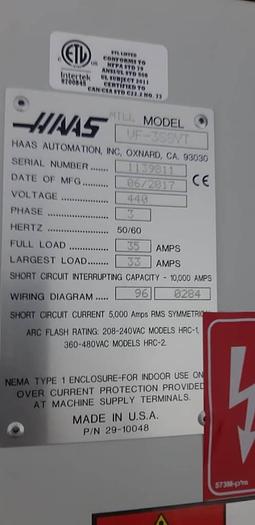 ETL LISTED
CONFORMS TO
NFPA STD 79
ANSI/UL STD 508
UL SUBJECT 2011
CERTIFIED TO
CAN/CSA STD C22.2 NO. 73
ETL
Intertek
HAAS MILL MODEL
VF-3SSYT
HAAS AUTOMATION, INC, OXNARD, CA. 93030
SERIAL NUMBER ...... 1139811
DATE OF MFG .......... 06/2017 CE
VOLTAGE ................ 440
PHASE .................... 3
HERTZ .................... 50/60
FULL LOAD ............. 35 AMPS
LARGEST LOAD....... 33 AMPS
SHORT CIRCUIT INTERRUPTING CAPACITY - 10,000 AMPS
WIRING DIAGRAM ..... 96 0284
SHORT CIRCUIT CURRENT 5,000 Amps RMS SYMMETRI
ARC FLASH RATING: 208-240VAC MODELS HRC-1,
360-480VAC MODELS HRC-2.
NEMA TYPE 1 ENCLOSURE-FOR INDOOR USE ON
OVER CURRENT PROTECTION PROVIDED
AT MACHINE SUPPLY TERMINALS.
MADE IN U.S.A.
P/N 29-10048